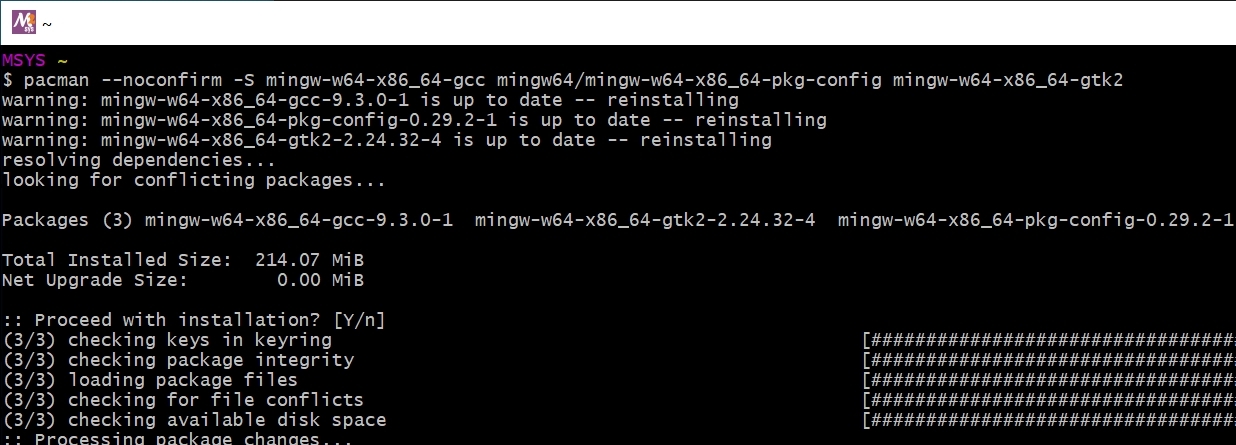 ~
MSYS ~
$ pacman --noconfirm -S mingw-w64-x86_64-gcc mingw64/mingw-w64-x86_64-pkg-config mingw-w64-x86_64-gtk2
warning: mingw-w64-x86_64-gcc-9.3.0-1 is up to date -- reinstalling
warning: mingw-w64-x86_64-pkg-config-0.29.2-1 is up to date -- reinstalling
warning: mingw-w64-x86_64-gtk2-2.24.32-4 is up to date -- reinstalling
resolving dependencies...
looking for conflicting packages...
Packages (3) mingw-w64-x86_64-gcc-9.3.0-1  mingw-w64-x86_64-gtk2-2.24.32-4  mingw-w64-x86_64-pkg-config-0.29.2-1
Total Installed Size:  214.07 MiB
Net Upgrade Size:        0.00 MiB
:: Proceed with installation? [Y/n]
(3/3) checking keys in keyring [##################################
(3/3) checking package integrity [##################################
(3/3) loading package files [##################################
(3/3) checking for file conflicts [##################################
(3/3) checking available disk space [##################################
:: Processing package changes...